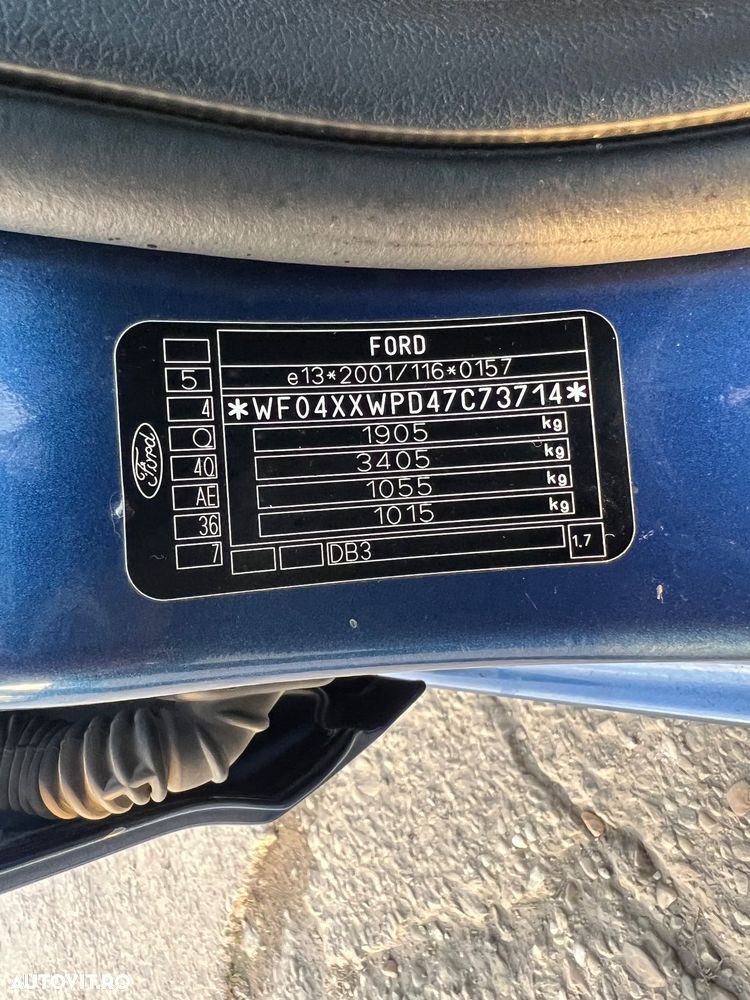 FORD
e13*2001/116*0157
*WF04XXWPD47C73714*
1905 kg
3405 kg
1055 kg
1015 kg
DB3
1.7
5
4
Q
4Q
AE
36
7
Ford
AUTOVIT.RO